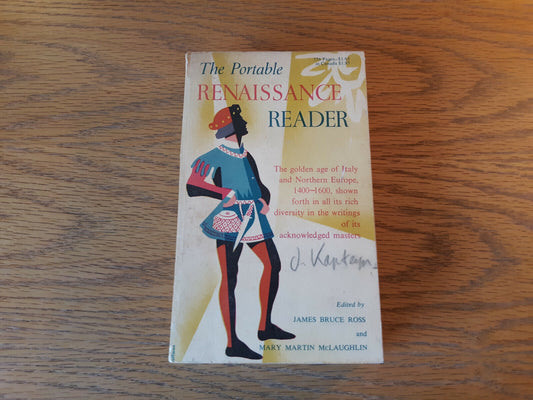 The Portable
RENAISSANCE
READER
The golden age of Italy
and Northern Europe,
1400–1600, shown
forth in all its rich
diversity in the writings
of its
acknowledged masters
J.
Edited by
JAMES BRUCE ROSS
and
MARY MARTIN McLAUGHLIN